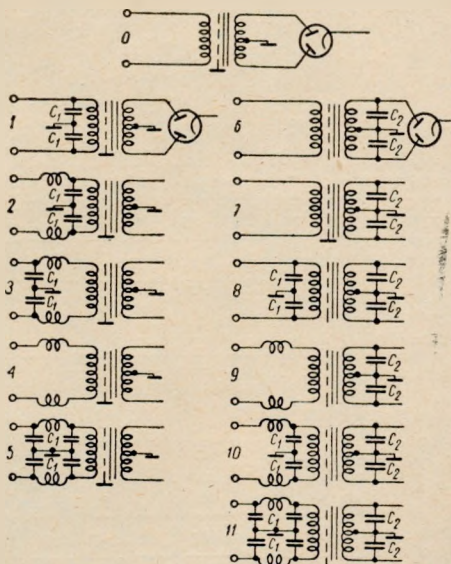 0
1 C₁
C₁
2 C₁
C₁
3 C₁
C₁
4
5 C₁
C₁
6 C₂
C₂
7 C₂
C₂
8 C₁ C₂
C₁ C₂
9 C₂
C₂
10 C₁ C₂
C₁ C₂
11 C₁ C₂
C₁ C₂